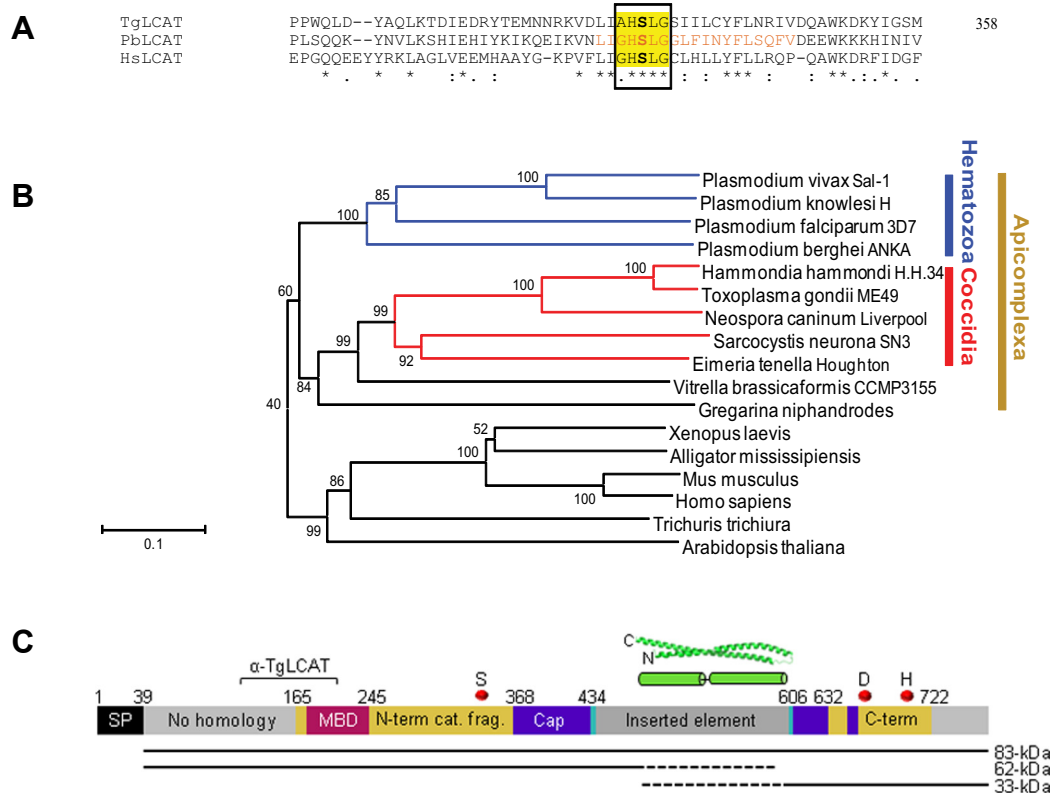 A
TgLCAT PPWQLD--YAQLKTDIEDRYTEMNNRKVDLIAHSLGSIILCYFLNRIVDQAWKDKYIGSM 358
PbLCAT PLSQQK--YNVLKSHIEHIYKIKQEIKVNLIGHSLGGLFINYFLSQFVDEEWKKKHINIV
HsLCAT EPGQQEEYYRKLAGLVEEMHAAYG-KPVFLIGHSLGCLHLLYFLLRQP-QAWKDRFIDGF
* . * * :*. : * **.**** : : *** : **.:.: .
B
Hematozoa
Coccidia
Apicomplexa
100 Plasmodium vivax Sal-1
85 Plasmodium knowlesi H
100 Plasmodium falciparum 3D7
Plasmodium berghei ANKA
100 Hammondia hammondi H.H.34
60 100 Toxoplasma gondii ME49
99 Neospora caninum Liverpool
99 Sarcocystis neurona SN3
92 Eimeria tenella Houghton
84 Vitrella brassicaformis CCMP3155
40 Gregarina niphandrodes
52 Xenopus laevis
100 Alligator mississipiensis
86 Mus musculus
100 Homo sapiens
Trichuris trichiura
99 Arabidopsis thaliana
0.1
C
C
N
α-TgLCAT
S D H
1 39 165 245 368 434 606 632 722
SP No homology MBD N-term cat. frag. Cap Inserted element C-term
83-kDa
62-kDa
33-kDa